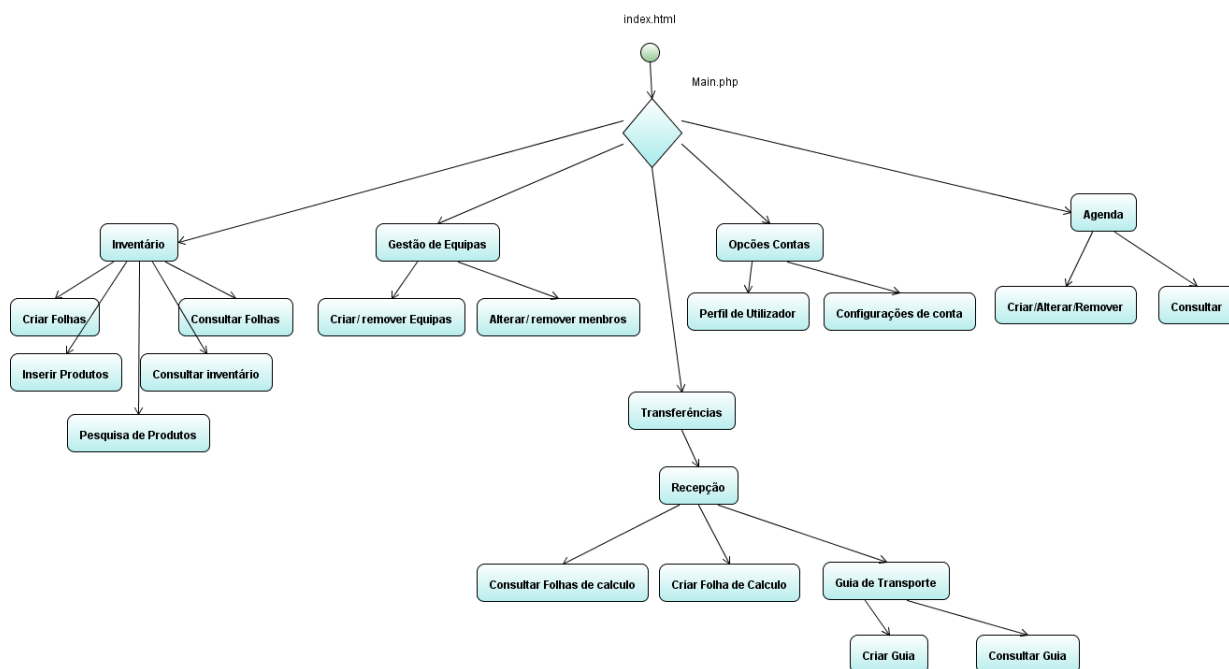 index.html
Main.php
Agenda
Inventário
Gestão de Equipas
Opcões Contas
Criar/Alterar/Remover
Consultar
Criar Folhas
Consultar Folhas
Criar/ remover Equipas
Alterar/ remover menbros
Perfil de Utilizador
Configurações de conta
Inserir Produtos
Consultar inventário
Transferências
Pesquisa de Produtos
Recepção
Consultar Folhas de calculo
Criar Folha de Calculo
Guia de Transporte
Criar Guia
Consultar Guia